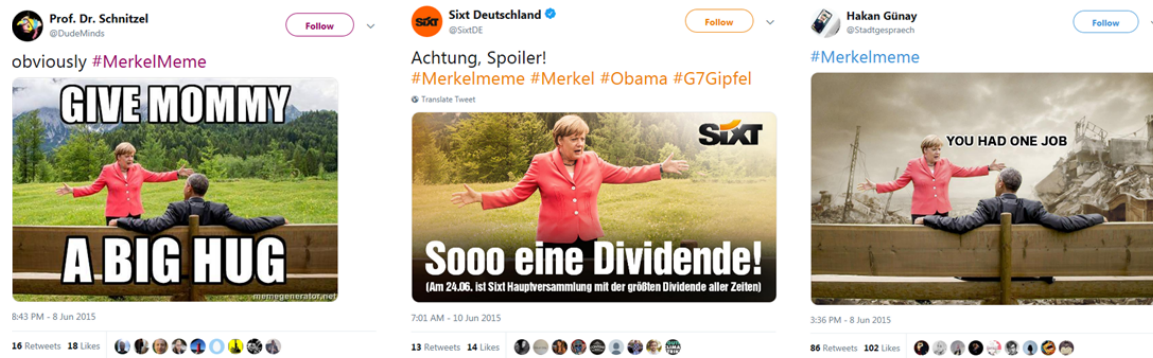 Prof. Dr. Schnitzel
@DudeMinds
Follow
obviously #MerkelMeme
GIVE MOMMY
A BIG HUG
memegenerator.net
8:43 PM - 8 Jun 2015
16 Retweets 18 Likes
SIXT
Sixt Deutschland
@SixtDE
Follow
Achtung, Spoiler!
#Merkelmeme #Merkel #Obama #G7Gipfel
Translate Tweet
SIXT
Sooo eine Dividende!
(Am 24.06. ist Sixt Hauptversammlung mit der größten Dividende aller Zeiten)
7:01 AM - 10 Jun 2015
13 Retweets 14 Likes
Hakan Günay
@Stadtgespraech
Follow
#Merkelmeme
YOU HAD ONE JOB
3:36 PM - 8 Jun 2015
86 Retweets 102 Likes